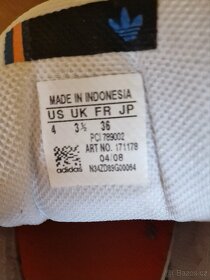 MADE IN INDONESIA
US UK FR JP
4 3½ 36
PCI 789002
ART NO. 171178
04/08
adidas N34ZD89G00064